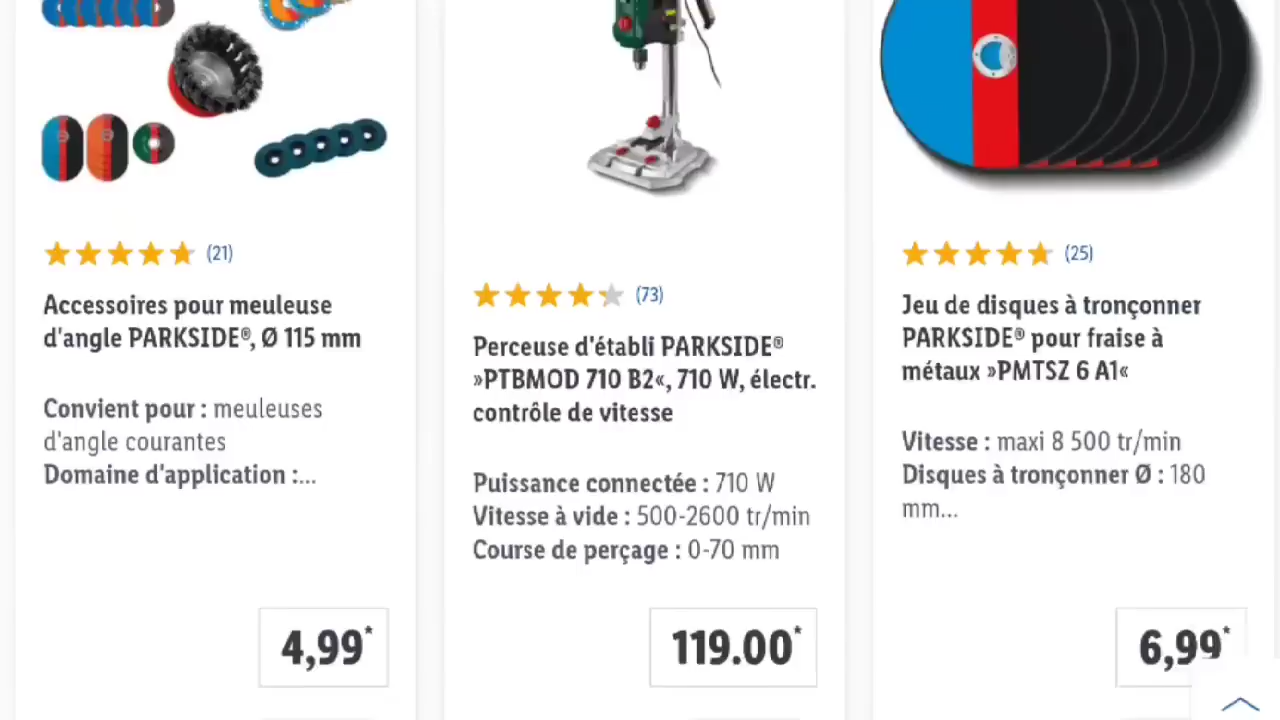 (21)
Accessoires pour meuleuse
d'angle PARKSIDE®, Ø 115 mm
Convient pour : meuleuses
d'angle courantes
Domaine d'application :...
4,99*
(73)
Perceuse d'établi PARKSIDE®
»PTBMOD 710 B2«, 710 W, électr.
contrôle de vitesse
Puissance connectée : 710 W
Vitesse à vide : 500-2600 tr/min
Course de perçage : 0-70 mm
119.00*
(25)
Jeu de disques à tronçonner
PARKSIDE® pour fraise à
métaux »PMTSZ 6 A1«
Vitesse : maxi 8 500 tr/min
Disques à tronçonner Ø : 180
mm...
6,99*